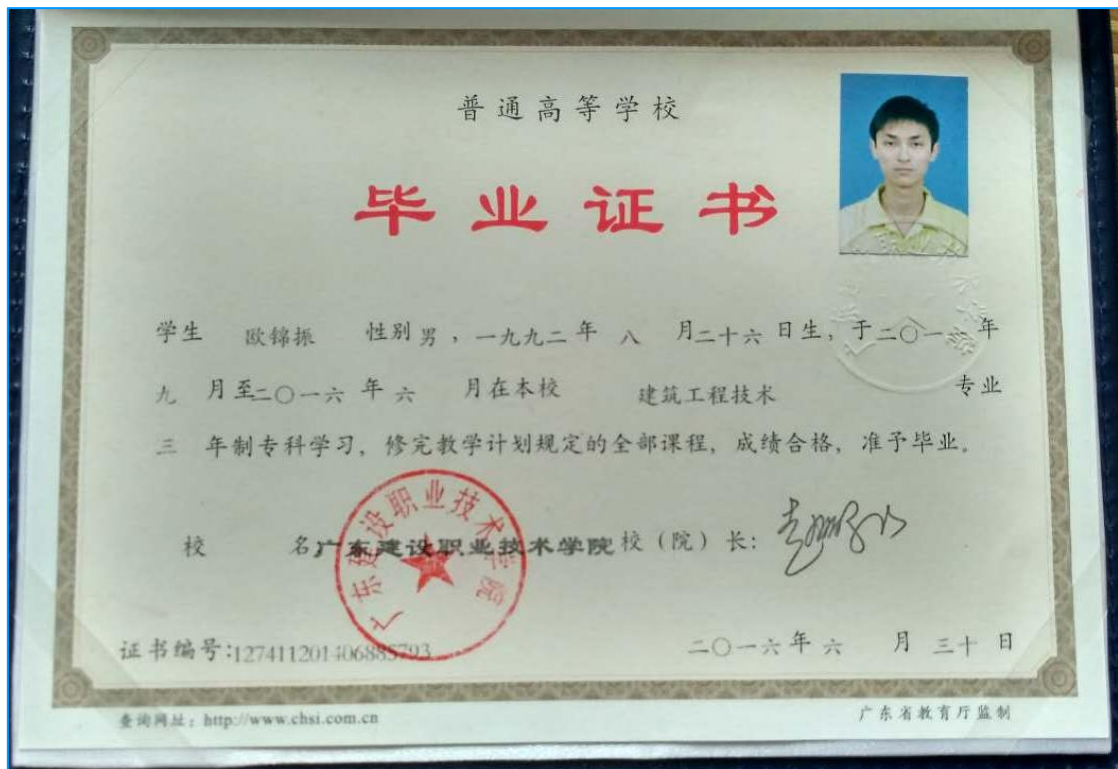 普通高等学校
毕业证书
学生 欧锦振 性别 男，一九九二 年 八 月 二十六 日生，于 二〇一一 年
九 月至 二〇一六 年 六 月在本校 建筑工程技术 专业
三 年制专科学习，修完教学计划规定的全部课程，成绩合格，准予毕业。
校 名 广东建设职业技术学院 校（院）长：
广东建设职业技术学院
证书编号：127411201406885793
二〇一六 年 六 月 三十 日
查询网址：http://www.chsi.com.cn
广东省教育厅监制